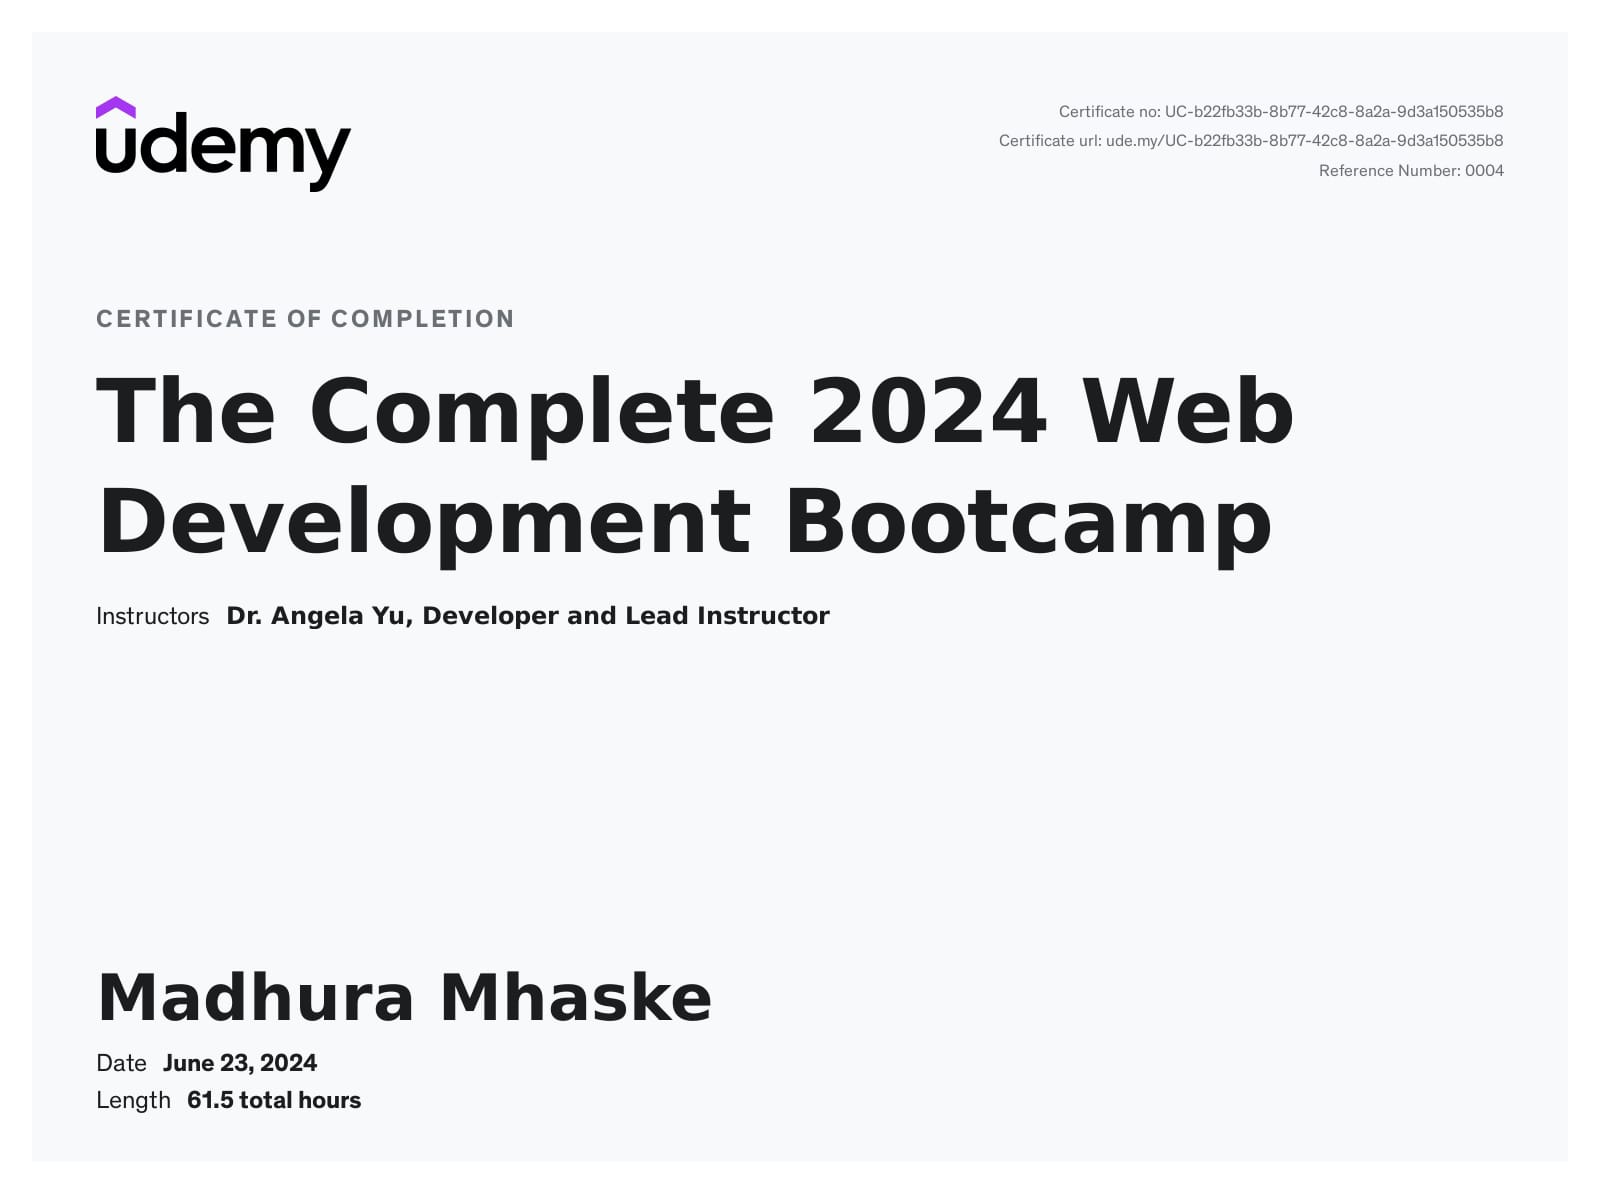 udemy
Certificate no: UC-b22fb33b-8b77-42c8-8a2a-9d3a150535b8
Certificate url: ude.my/UC-b22fb33b-8b77-42c8-8a2a-9d3a150535b8
Reference Number: 0004
CERTIFICATE OF COMPLETION
The Complete 2024 Web
Development Bootcamp
Instructors Dr. Angela Yu, Developer and Lead Instructor
Madhura Mhaske
Date June 23, 2024
Length 61.5 total hours